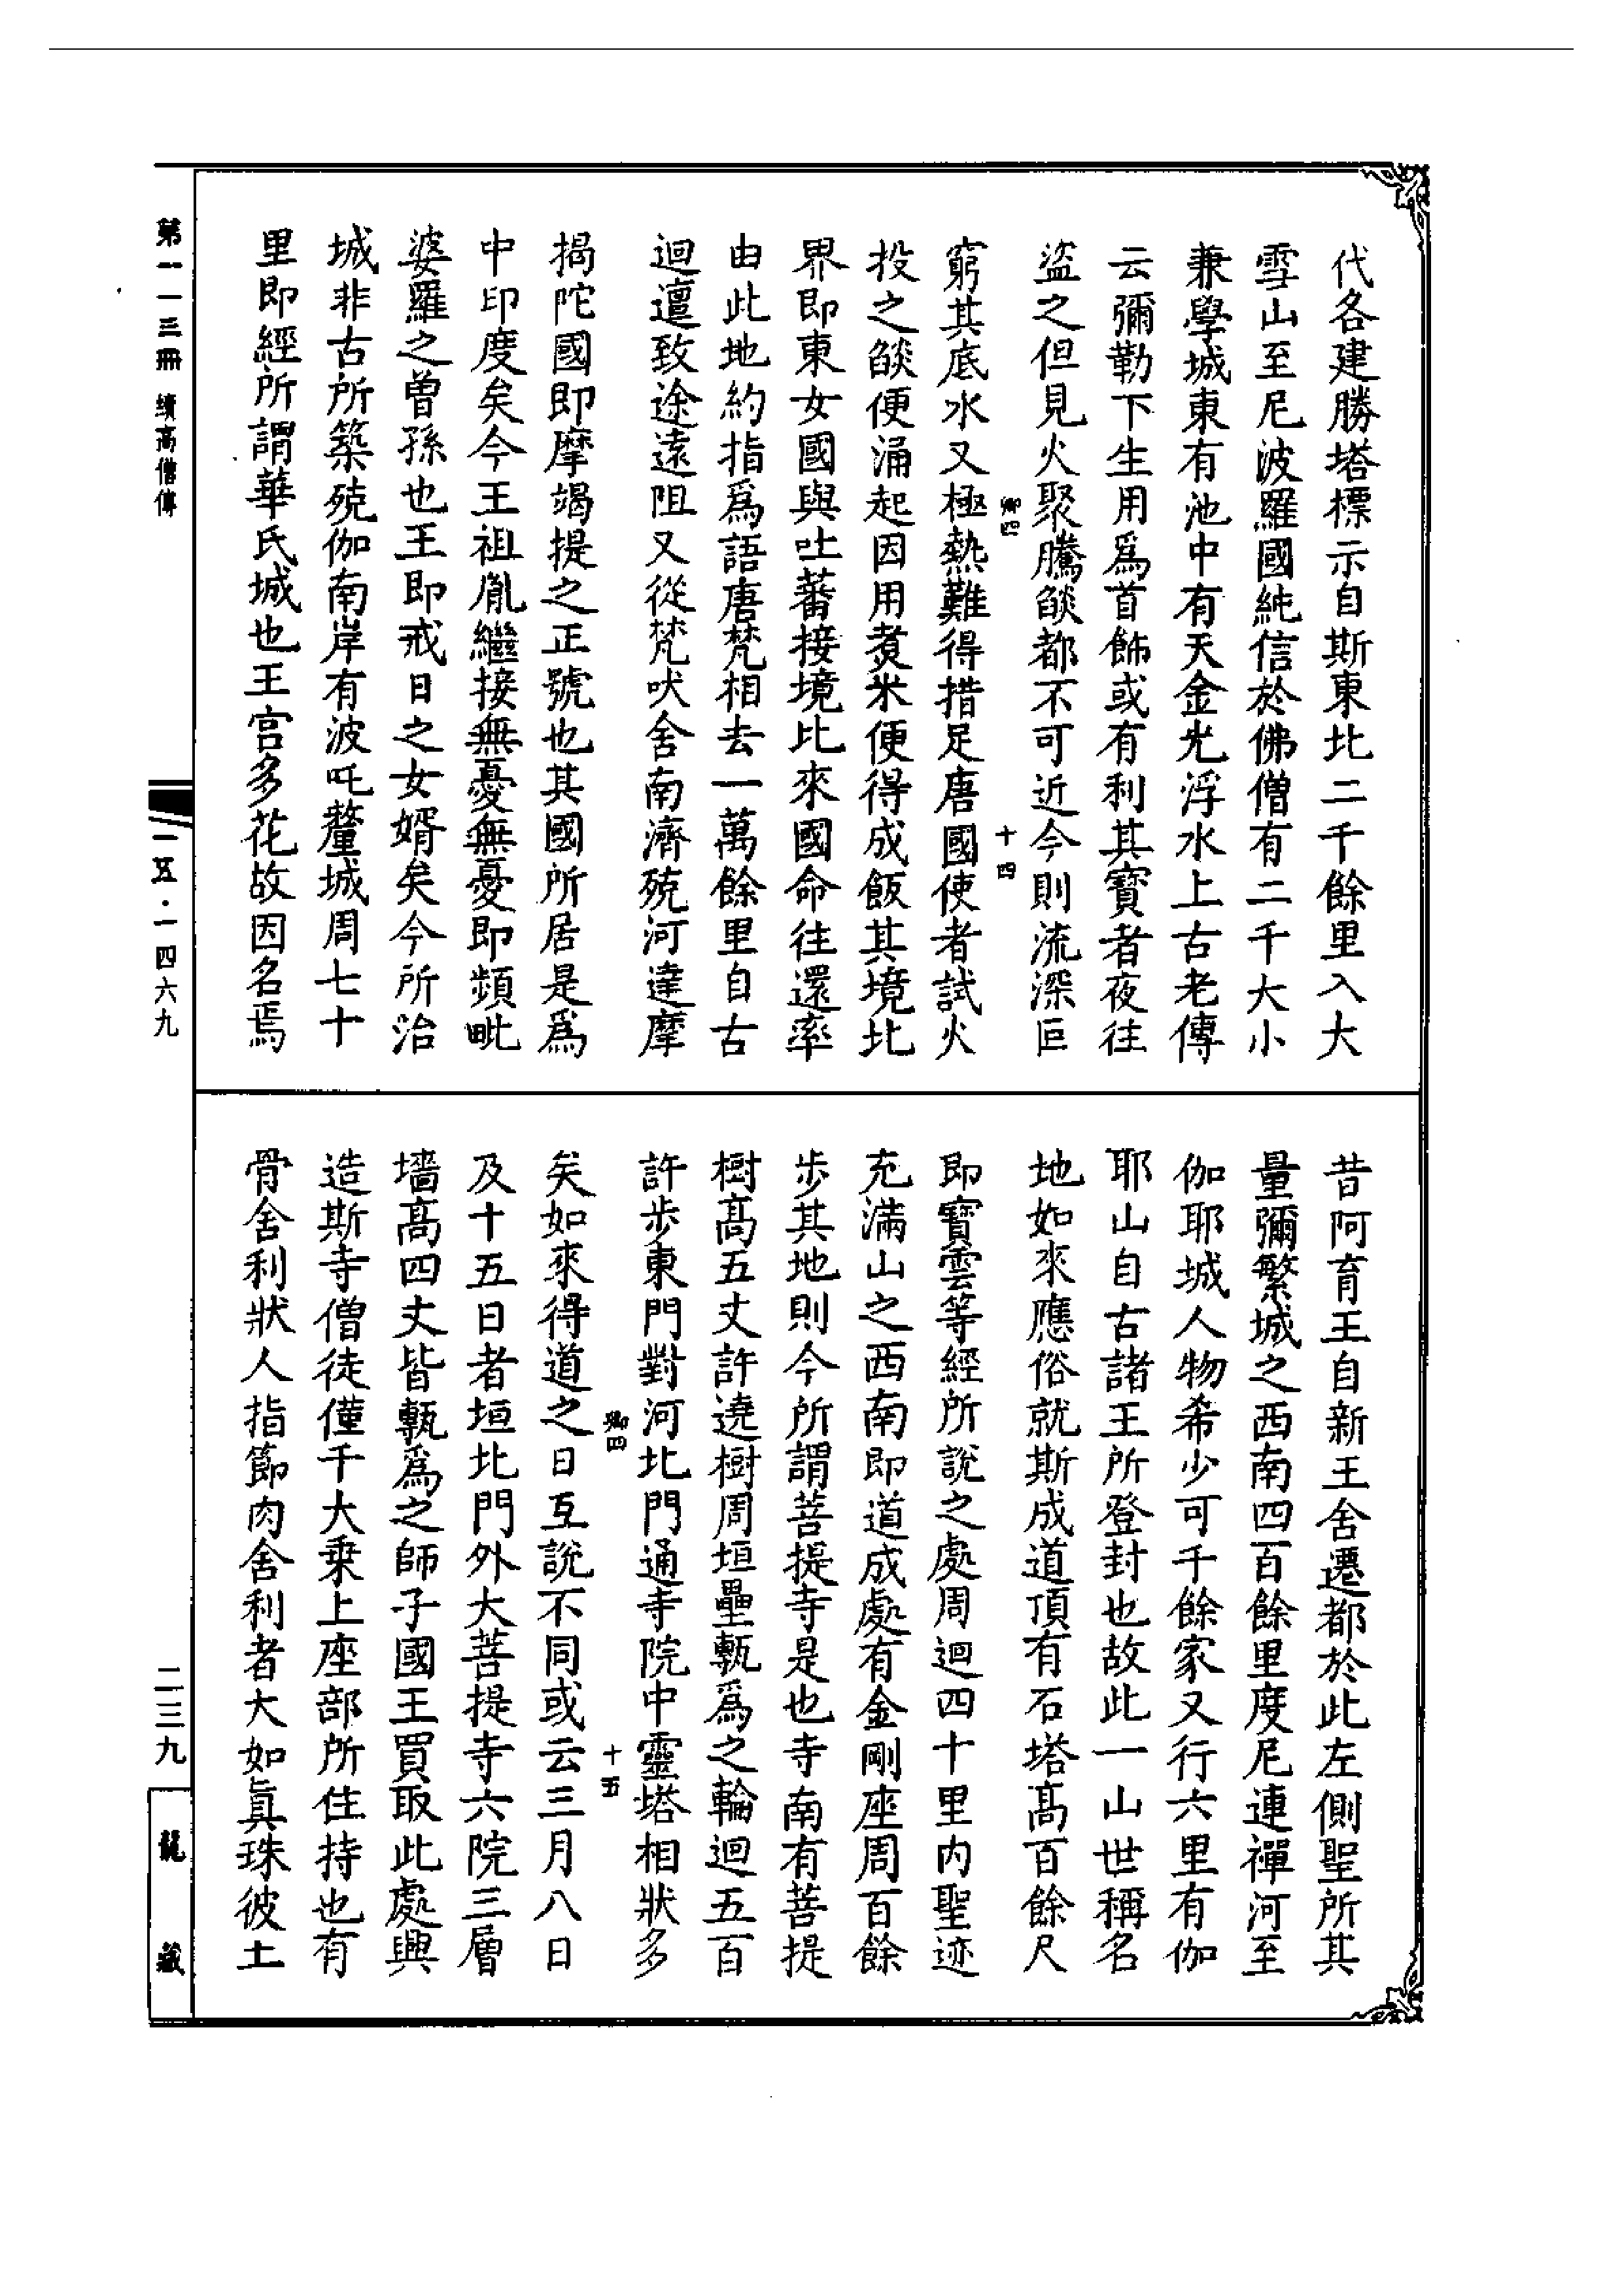 代各建勝塔標示自斯東北二千餘里入大
雪山至尼波羅國純信於佛僧有二千大小
兼學城東有池中有天金光浮水上古老傳
云彌勒下生用爲首飾或有利其寶者夜往
盜之但見火聚騰燄都不可近今則流深叵
卿四 十四
窮其底水又極熱難得措足唐國使者試火
投之燄便涌起因用煑米便得成飯其境北
界即東女國與吐蕃接境比來國命往還率
由此地約指爲語唐梵相去一萬餘里自古
迴邅致途遠阻又從梵吠舍南濟殑河達摩
揭陀國即摩竭提之正號也其國所居是爲
中印度矣今王祖胤繼接無憂無憂即頻毗
婆羅之曾孫也王即戒日之女婿矣今所治
城非古所築殑伽南岸有波吒釐城周七十
里即經所謂華氏城也王宮多花故因名焉
昔阿育王自新王舍遷都於此左側聖所其
量彌繁城之西南四百餘里度尼連禪河至
伽耶城人物希少可千餘家又行六里有伽
耶山自古諸王所登封也故此一山世稱名
地如來應俗就斯成道頂有石塔髙百餘尺
即寶雲等經所說之處周迴四十里内聖迹
充滿山之西南即道成處有金剛座周百餘
步其地則今所謂菩提寺是也寺南有菩提
樹髙五丈許遶樹周垣壘甎爲之輪迴五百
許步東門對河北門通寺院中靈塔相狀多
卿四 十五
矣如來得道之日互說不同或云三月八日
及十五日者垣北門外大菩提寺六院三層
墻髙四丈皆甎爲之師子國王買取此處興
造斯寺僧徒僅千大乗上座部所住持也有
骨舍利狀人指節肉舍利者大如眞珠彼土
第一一三冊 續高僧傳
一五·一四六九
二三九
龍藏